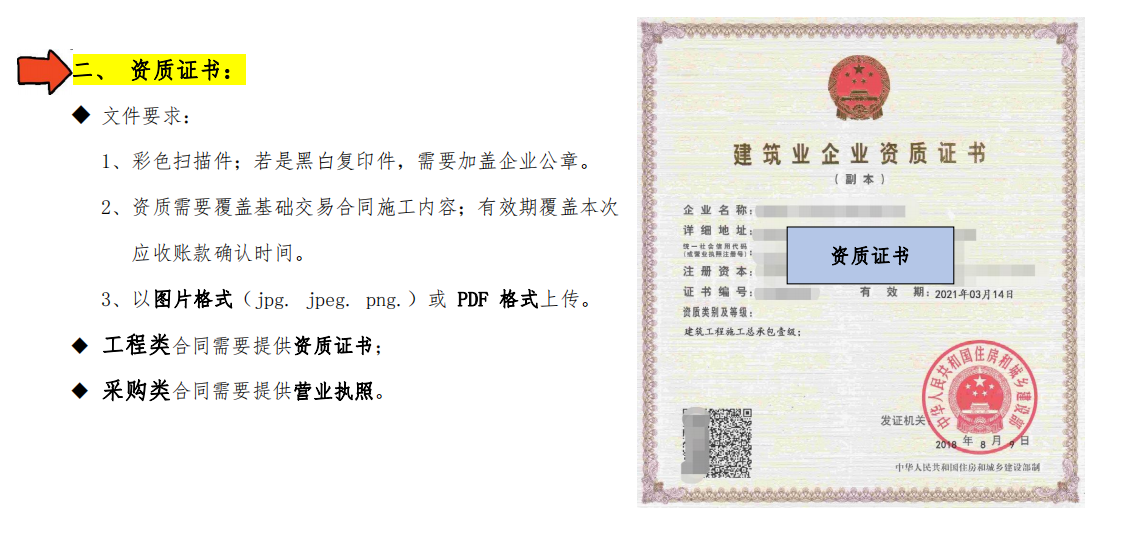 二、 资质证书：
◆ 文件要求：
1、彩色扫描件；若是黑白复印件，需要加盖企业公章。
2、资质需要覆盖基础交易合同施工内容；有效期覆盖本次
应收账款确认时间。
3、以图片格式（jpg. jpeg. png.）或 PDF 格式上传。
◆ 工程类合同需要提供资质证书；
◆ 采购类合同需要提供营业执照。
建筑业企业资质证书
（副本）
企业名称：
详细地址：
统一社会信用代码
（或营业执照注册号）：
资质证书
注册资本：
证书编号： 有效期：2021年03月14日
资质类别及等级：
建筑工程施工总承包壹级；
中华人民共和国住房和城乡建设部
发证机关
2018 年 8 月 9 日
中华人民共和国住房和城乡建设部制